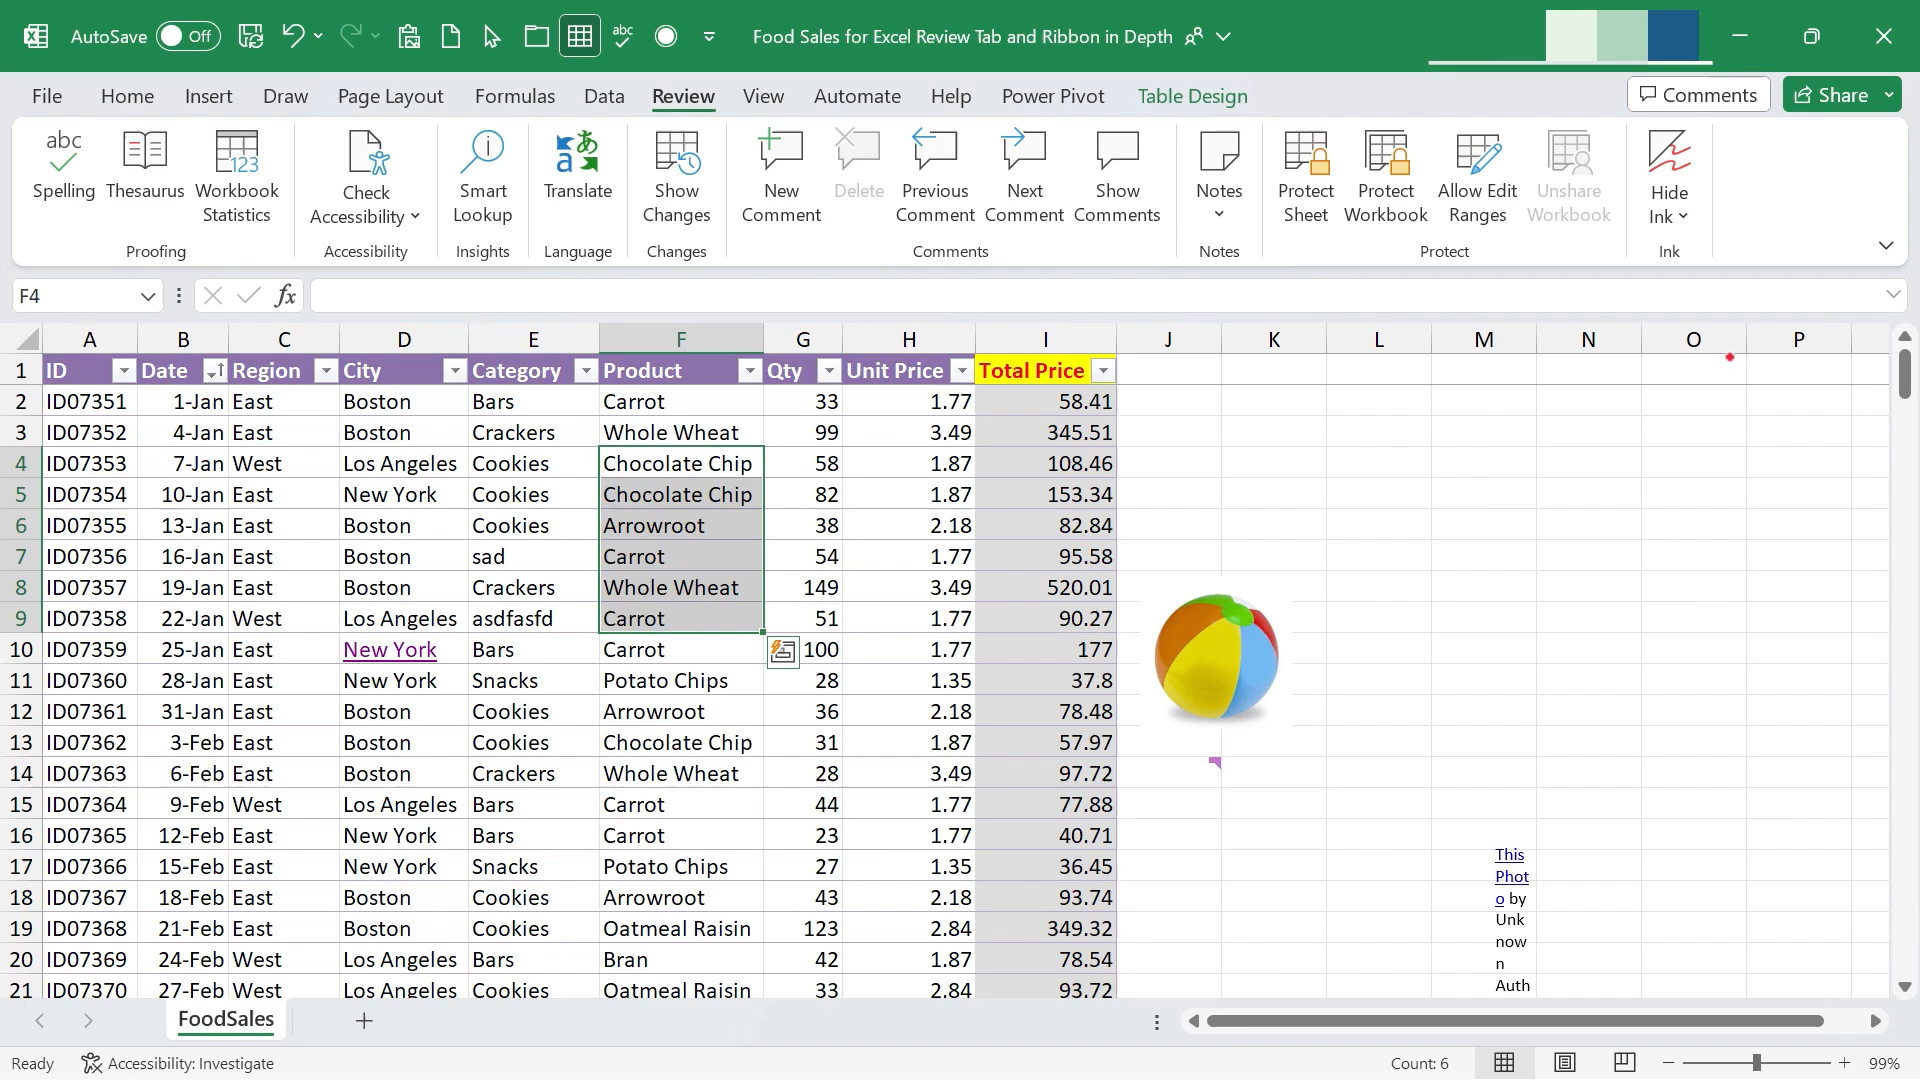 AutoSave Off abc Food Sales for Excel Review Tab and Ribbon in Depth
File Home Insert Draw Page Layout Formulas Data Review View Automate Help Power Pivot Table Design Comments Share
abc
Spelling Thesaurus Workbook Statistics Check Accessibility Smart Lookup Translate Show Changes New Comment Delete Previous Comment Next Comment Show Comments Notes Protect Sheet Protect Workbook Allow Edit Ranges Unshare Workbook Hide Ink
Proofing Accessibility Insights Language Changes Comments Notes Protect Ink
F4 fx
A B C D E F G H I J K L M N O P
1 ID Date Region City Category Product Qty Unit Price Total Price
2 ID07351 1-Jan East Boston Bars Carrot 33 1.77 58.41
3 ID07352 4-Jan East Boston Crackers Whole Wheat 99 3.49 345.51
4 ID07353 7-Jan West Los Angeles Cookies Chocolate Chip 58 1.87 108.46
5 ID07354 10-Jan East New York Cookies Chocolate Chip 82 1.87 153.34
6 ID07355 13-Jan East Boston Cookies Arrowroot 38 2.18 82.84
7 ID07356 16-Jan East Boston sad Carrot 54 1.77 95.58
8 ID07357 19-Jan East Boston Crackers Whole Wheat 149 3.49 520.01
9 ID07358 22-Jan West Los Angeles asdfasfd Carrot 51 1.77 90.27
10 ID07359 25-Jan East New York Bars Carrot 100 1.77 177
11 ID07360 28-Jan East New York Snacks Potato Chips 28 1.35 37.8
12 ID07361 31-Jan East Boston Cookies Arrowroot 36 2.18 78.48
13 ID07362 3-Feb East Boston Cookies Chocolate Chip 31 1.87 57.97
14 ID07363 6-Feb East Boston Crackers Whole Wheat 28 3.49 97.72
15 ID07364 9-Feb West Los Angeles Bars Carrot 44 1.77 77.88
16 ID07365 12-Feb East New York Bars Carrot 23 1.77 40.71
17 ID07366 15-Feb East New York Snacks Potato Chips 27 1.35 36.45
18 ID07367 18-Feb East Boston Cookies Arrowroot 43 2.18 93.74
19 ID07368 21-Feb East Boston Cookies Oatmeal Raisin 123 2.84 349.32
20 ID07369 24-Feb West Los Angeles Bars Bran 42 1.87 78.54
21 ID07370 27-Feb West Los Angeles Cookies Oatmeal Raisin 33 2.84 93.72
This
Phot
o by
Unk
now
n
Auth
FoodSales
Ready Accessibility: Investigate Count: 6 99%